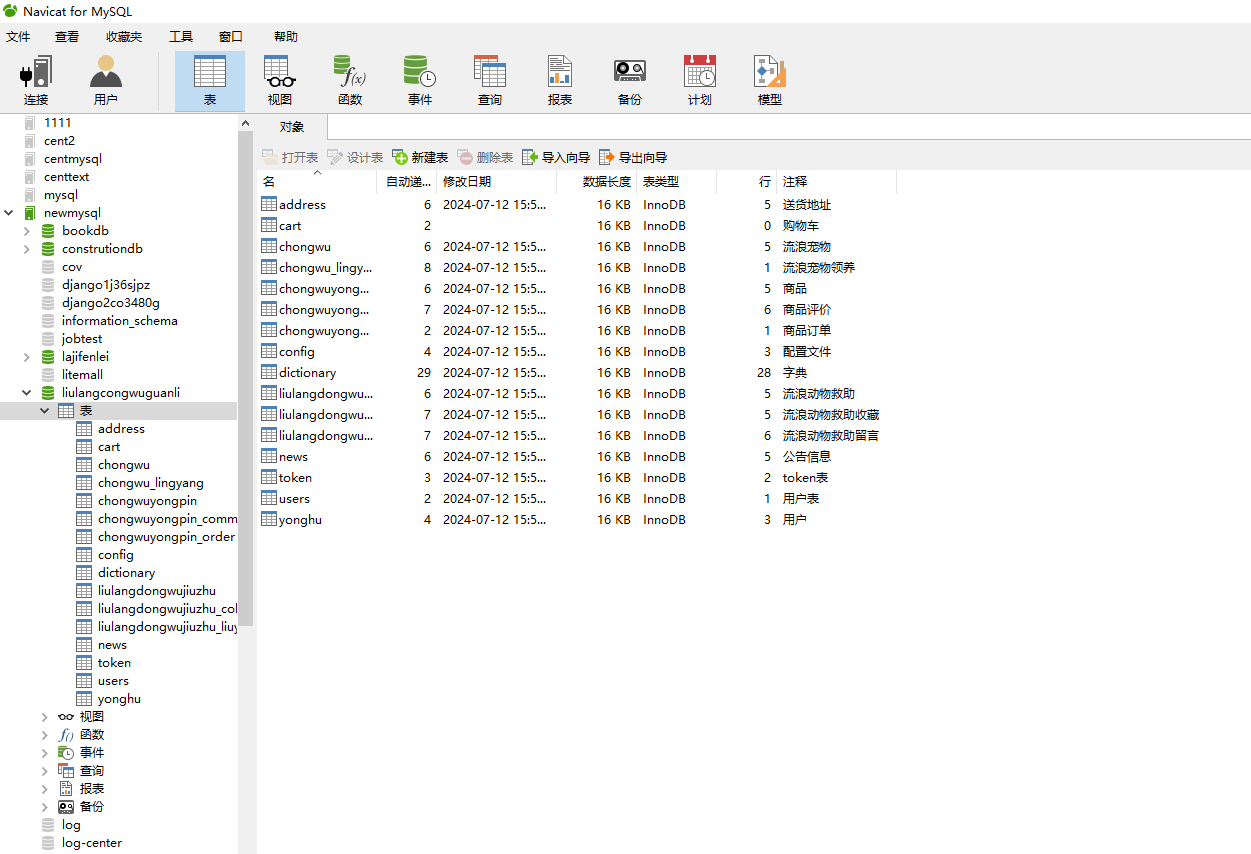 Navicat for MySQL
文件 查看 收藏夹 工具 窗口 帮助
连接 用户 表 视图 函数 事件 查询 报表 备份 计划 模型
1111
cent2
centmysql
centtext
mysql
newmysql
bookdb
construtiondb
cov
django1j36sjpz
django2co3480g
information_schema
jobtest
lajifenlei
litemall
liulangcongwuguanli
表
address
cart
chongwu
chongwu_lingyang
chongwuyongpin
chongwuyongpin_comm
chongwuyongpin_order
config
dictionary
liulangdongwujiuzhu
liulangdongwujiuzhu_col
liulangdongwujiuzhu_liuy
news
token
users
yonghu
视图
函数
事件
查询
报表
备份
log
log-center
对象
打开表 设计表 新建表 删除表 导入向导 导出向导
名 自动递... 修改日期 数据长度 表类型 行 注释
address 6 2024-07-12 15:5... 16 KB InnoDB 5 送货地址
cart 2 16 KB InnoDB 0 购物车
chongwu 6 2024-07-12 15:5... 16 KB InnoDB 5 流浪宠物
chongwu_lingy... 8 2024-07-12 15:5... 16 KB InnoDB 1 流浪宠物领养
chongwuyong... 6 2024-07-12 15:5... 16 KB InnoDB 5 商品
chongwuyong... 7 2024-07-12 15:5... 16 KB InnoDB 6 商品评价
chongwuyong... 2 2024-07-12 15:5... 16 KB InnoDB 1 商品订单
config 4 2024-07-12 15:5... 16 KB InnoDB 3 配置文件
dictionary 29 2024-07-12 15:5... 16 KB InnoDB 28 字典
liulangdongwu... 6 2024-07-12 15:5... 16 KB InnoDB 5 流浪动物救助
liulangdongwu... 7 2024-07-12 15:5... 16 KB InnoDB 5 流浪动物救助收藏
liulangdongwu... 7 2024-07-12 15:5... 16 KB InnoDB 6 流浪动物救助留言
news 6 2024-07-12 15:5... 16 KB InnoDB 5 公告信息
token 3 2024-07-12 15:5... 16 KB InnoDB 2 token表
users 2 2024-07-12 15:5... 16 KB InnoDB 1 用户表
yonghu 4 2024-07-12 15:5... 16 KB InnoDB 3 用户